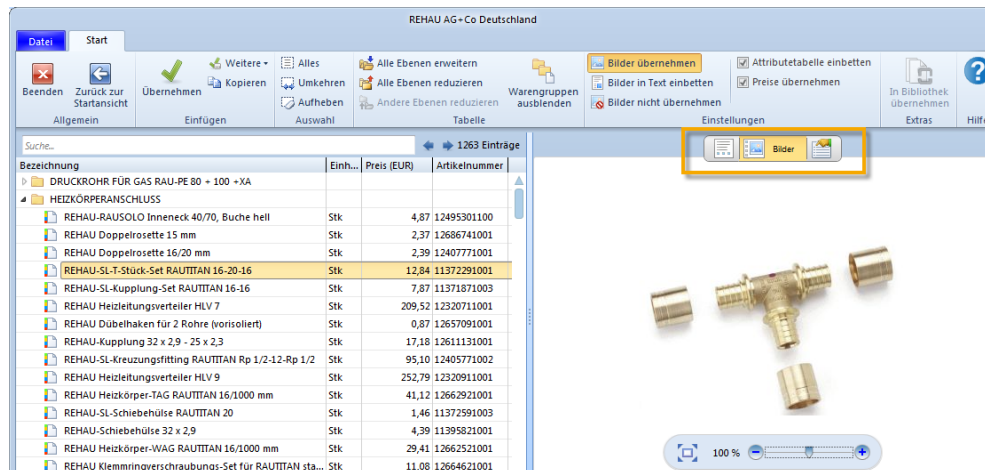 REHAU AG+Co Deutschland
Datei Start
Beenden
Zurück zur Startansicht
Allgemein
Übernehmen
Weitere
Kopieren
Einfügen
Alles
Umkehren
Aufheben
Auswahl
Alle Ebenen erweitern
Alle Ebenen reduzieren
Andere Ebenen reduzieren
Warengruppen ausblenden
Tabelle
Bilder übernehmen
Bilder in Text einbetten
Bilder nicht übernehmen
Attributetabelle einbetten
Preise übernehmen
Einstellungen
In Bibliothek übernehmen
Extras
Hilfe
Suche...
1263 Einträge
Bilder
Bezeichnung Einh... Preis (EUR) Artikelnummer
DRUCKROHR FÜR GAS RAU-PE 80 + 100 +XA
HEIZKÖRPERANSCHLUSS
REHAU-RAUSOLO Inneneck 40/70, Buche hell Stk 4,87 12495301100
REHAU Doppelrosette 15 mm Stk 2,37 12686741001
REHAU Doppelrosette 16/20 mm Stk 2,39 12407771001
REHAU-SL-T-Stück-Set RAUTITAN 16-20-16 Stk 12,84 11372291001
REHAU-SL-Kupplung-Set RAUTITAN 16-16 Stk 7,87 11371871003
REHAU Heizleitungsverteiler HLV 7 Stk 209,52 12320711001
REHAU Dübelhaken für 2 Rohre (vorisoliert) Stk 0,87 12657091001
REHAU-Kupplung 32 x 2,9 - 25 x 2,3 Stk 17,18 12611131001
REHAU-SL-Kreuzungsfitting RAUTITAN Rp 1/2-12-Rp 1/2 Stk 95,10 12405771002
REHAU Heizleitungsverteiler HLV 9 Stk 252,79 12320911001
REHAU Heizkörper-TAG RAUTITAN 16/1000 mm Stk 41,12 12662921001
REHAU-SL-Schiebehülse RAUTITAN 20 Stk 1,46 11372591003
REHAU-Schiebehülse 32 x 2,9 Stk 4,39 11395821001
REHAU Heizkörper-WAG RAUTITAN 16/1000 mm Stk 29,41 12662521001
REHAU Klemmringverschraubungs-Set für RAUTITAN sta... Stk 11,08 12664621001
100 %